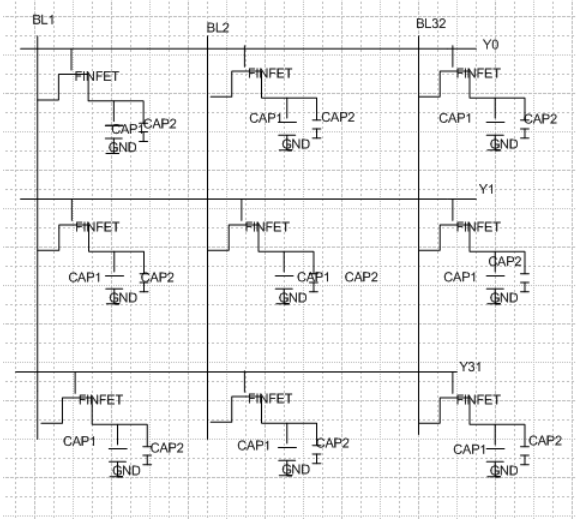 BL1
BL2
BL32
Y0
FINFET
FINFET
FINFET
CAP1
CAP2
CAP1
CAP2
CAP1
CAP2
GND
GND
GND
Y1
FINFET
FINFET
FINFET
CAP2
CAP1
CAP2
CAP1
CAP2
CAP1
GND
GND
GND
Y31
FINFET
FINFET
FINFET
CAP1
CAP2
CAP1
CAP2
CAP1
CAP2
GND
GND
GND